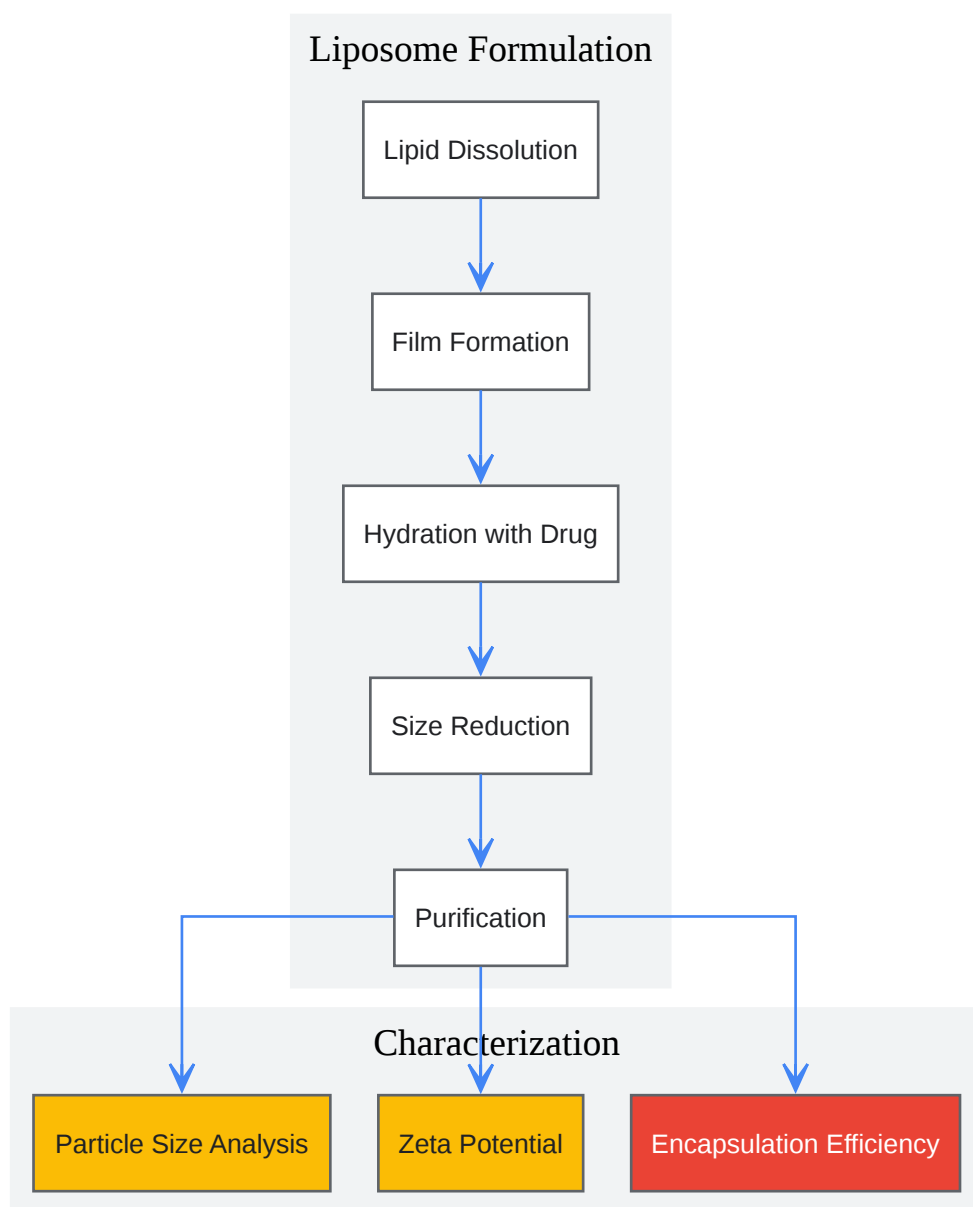 Liposome Formulation
Lipid Dissolution
Film Formation
Hydration with Drug
Size Reduction
Purification
Characterization
Particle Size Analysis
Zeta Potential
Encapsulation Efficiency